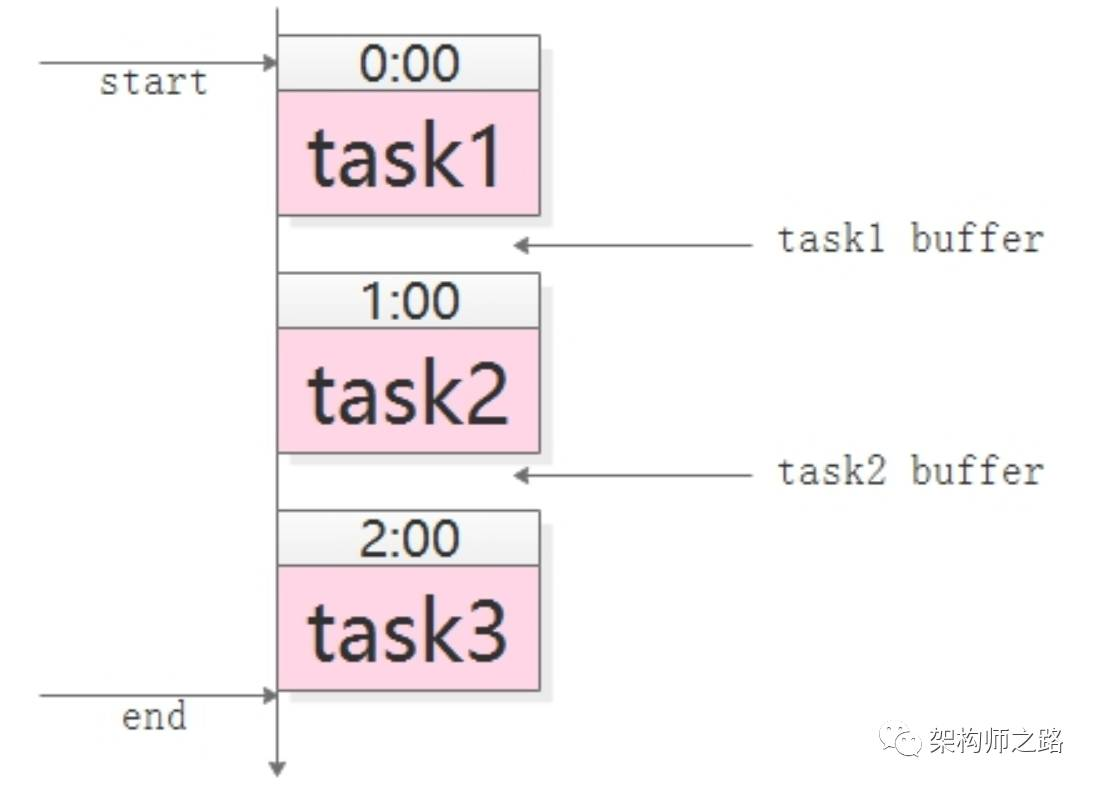 0:00
start
task1
task1 buffer
1:00
task2
task2 buffer
2:00
task3
end
架构师之路